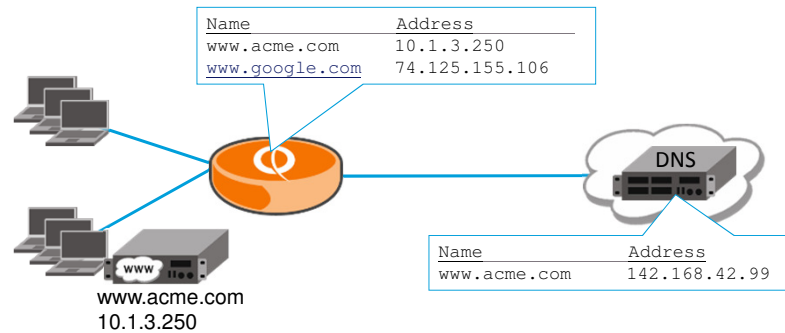 Name Address
www.acme.com 10.1.3.250
www.google.com 74.125.155.106
DNS
Name Address
www.acme.com 142.168.42.99
www
www.acme.com
10.1.3.250